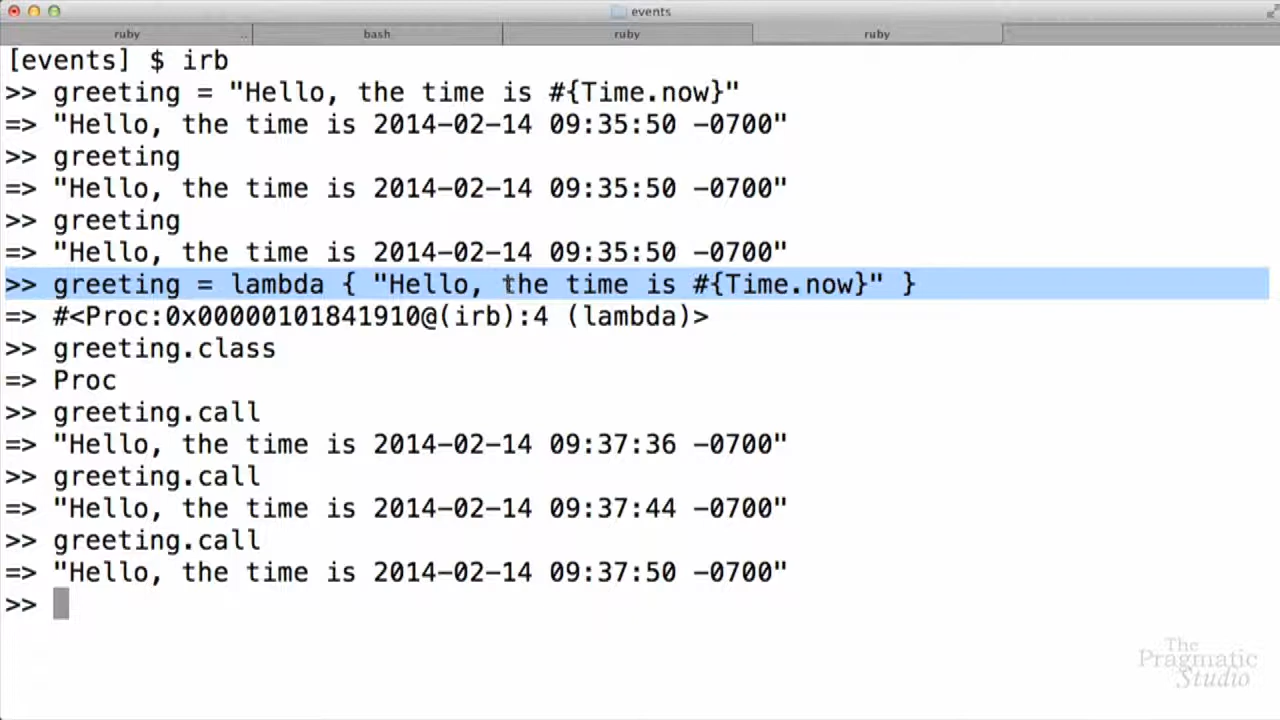 events
ruby
bash
ruby
ruby
[events] $ irb
>> greeting = "Hello, the time is #{Time.now}"
=> "Hello, the time is 2014-02-14 09:35:50 -0700"
>> greeting
=> "Hello, the time is 2014-02-14 09:35:50 -0700"
>> greeting
=> "Hello, the time is 2014-02-14 09:35:50 -0700"
>> greeting = lambda { "Hello, the time is #{Time.now}" }
=> #<Proc:0x00000101841910@(irb):4 (lambda)>
>> greeting.class
=> Proc
>> greeting.call
=> "Hello, the time is 2014-02-14 09:37:36 -0700"
>> greeting.call
=> "Hello, the time is 2014-02-14 09:37:44 -0700"
>> greeting.call
=> "Hello, the time is 2014-02-14 09:37:50 -0700"
>>
The
Pragmatic
Studio